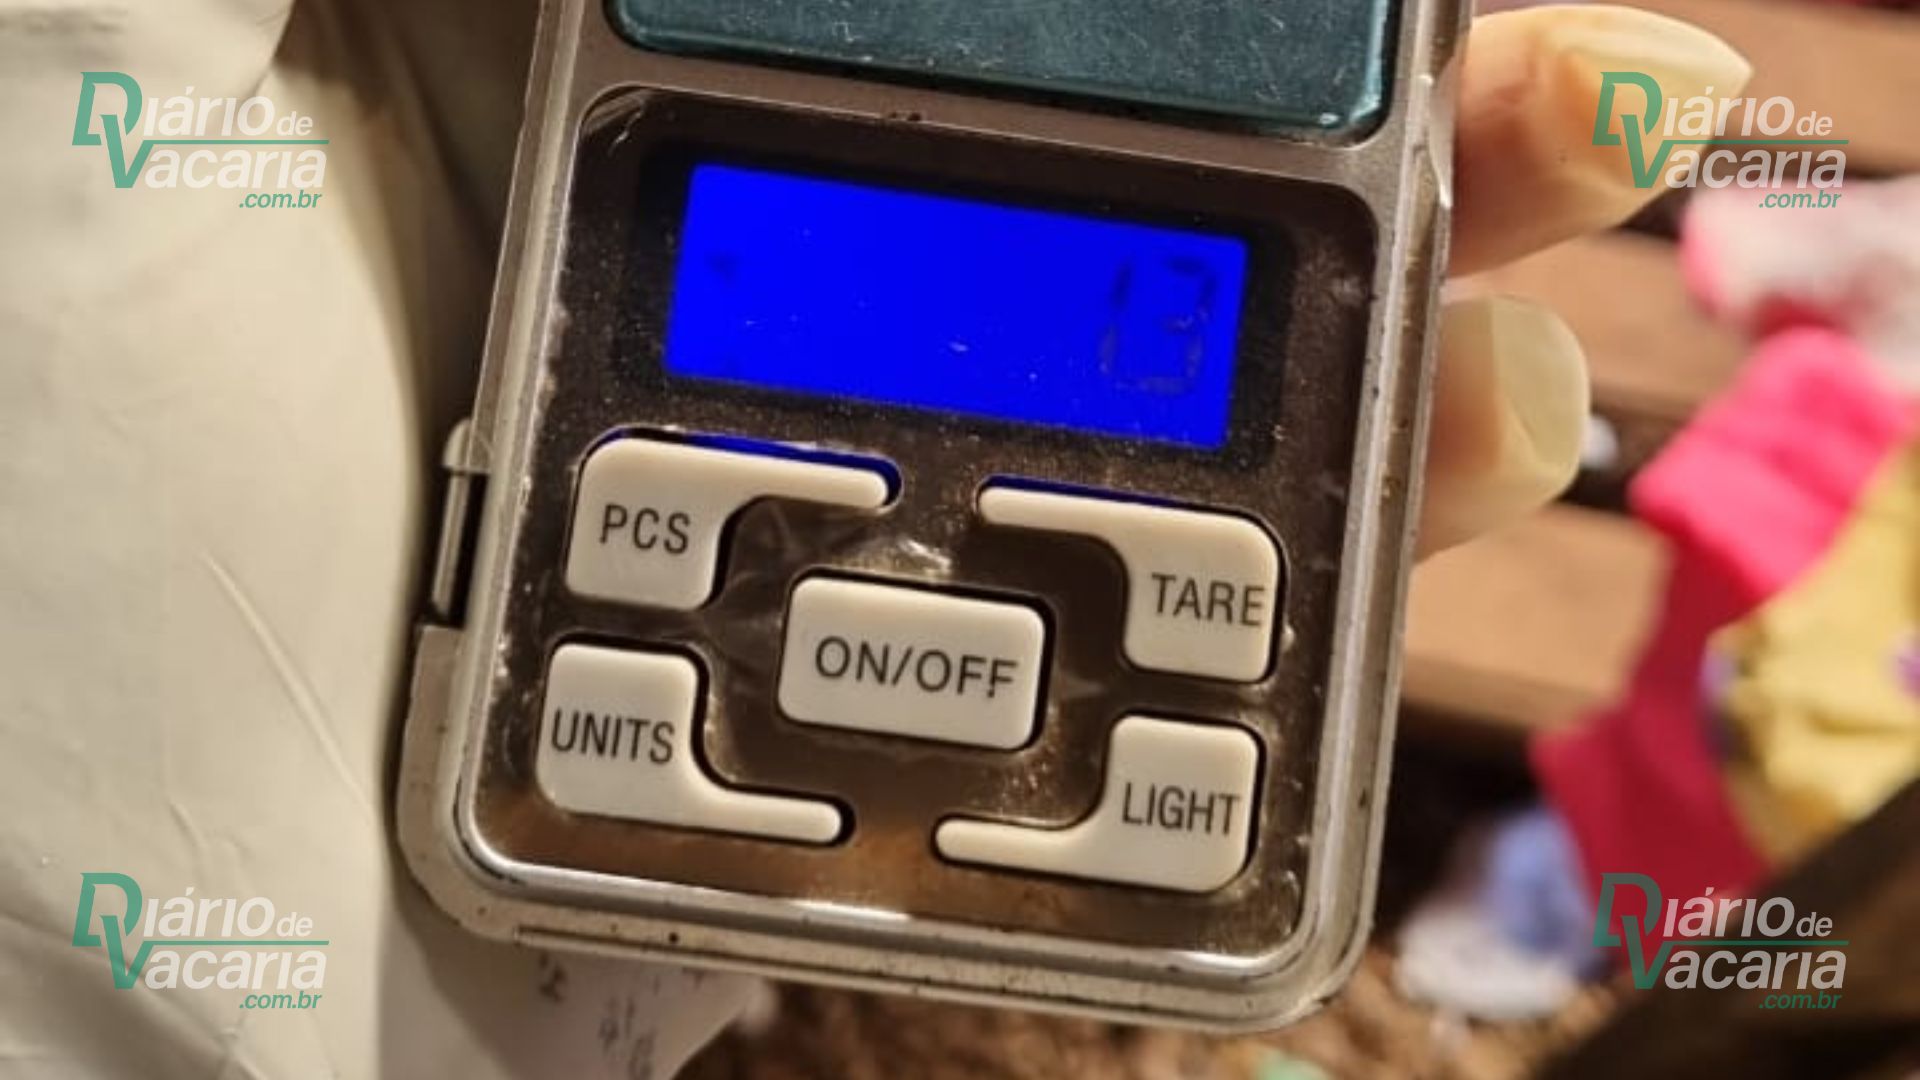 Diário de
Vacaria
.com.br
Diário de
Vacaria
.com.br
PCS
TARE
ON/OFF
UNITS
LIGHT
Diário de
Vacaria
.com.br
Diário de
Vacaria
.com.br